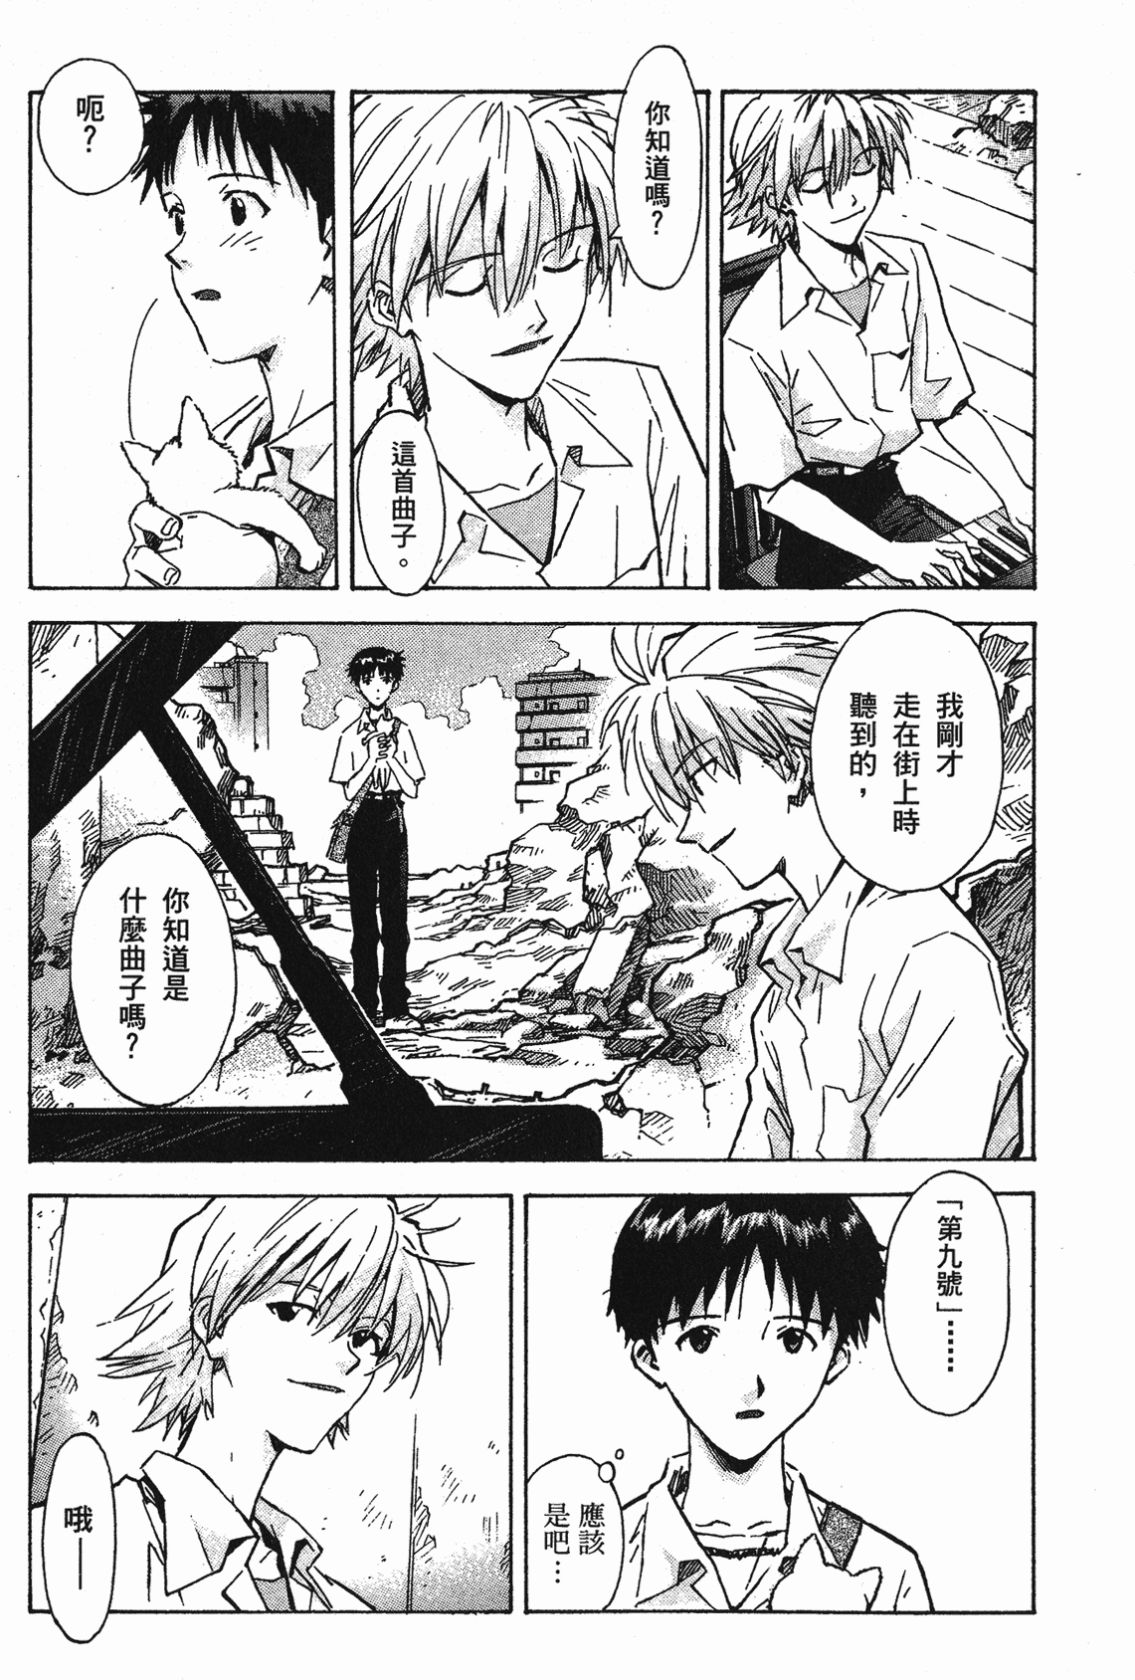 你知道嗎？
這首曲子。
呃？
我剛才
走在街上時
聽到的，
你知道是
什麼曲子嗎？
「第九號」……
應該
是吧…
哦——